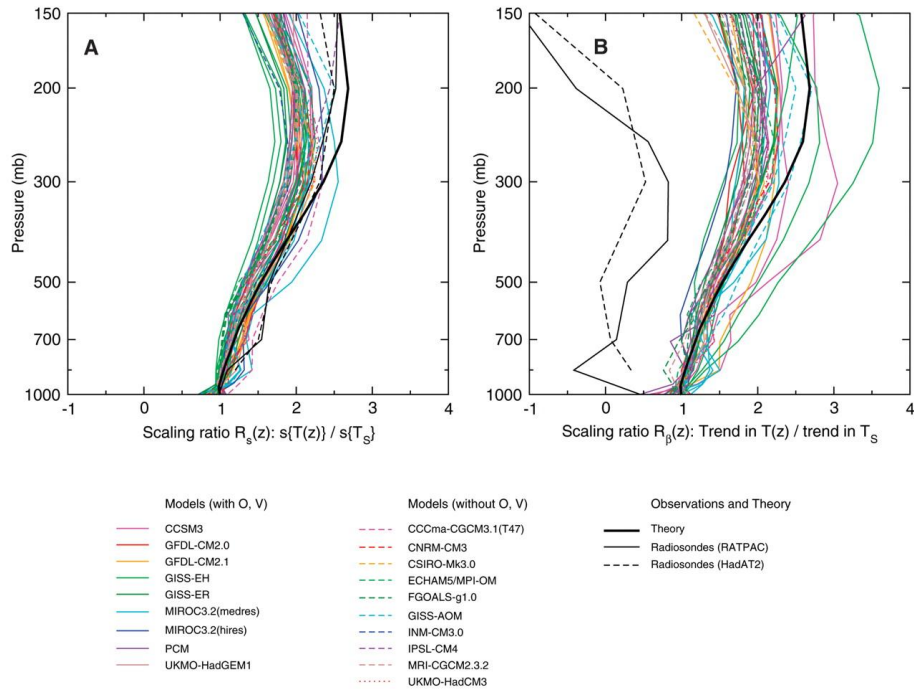 A
B
150
200
300
500
700
1000
Pressure (mb)
-1 0 1 2 3 4
Scaling ratio Rs(z): s{T(z)} / s{TS}
150
200
300
500
700
1000
Pressure (mb)
-1 0 1 2 3 4
Scaling ratio Rβ(z): Trend in T(z) / trend in TS
Models (with O, V)
CCSM3
GFDL-CM2.0
GFDL-CM2.1
GISS-EH
GISS-ER
MIROC3.2(medres)
MIROC3.2(hires)
PCM
UKMO-HadGEM1
Models (without O, V)
CCCma-CGCM3.1(T47)
CNRM-CM3
CSIRO-Mk3.0
ECHAM5/MPI-OM
FGOALS-g1.0
GISS-AOM
INM-CM3.0
IPSL-CM4
MRI-CGCM2.3.2
UKMO-HadCM3
Observations and Theory
Theory
Radiosondes (RATPAC)
Radiosondes (HadAT2)